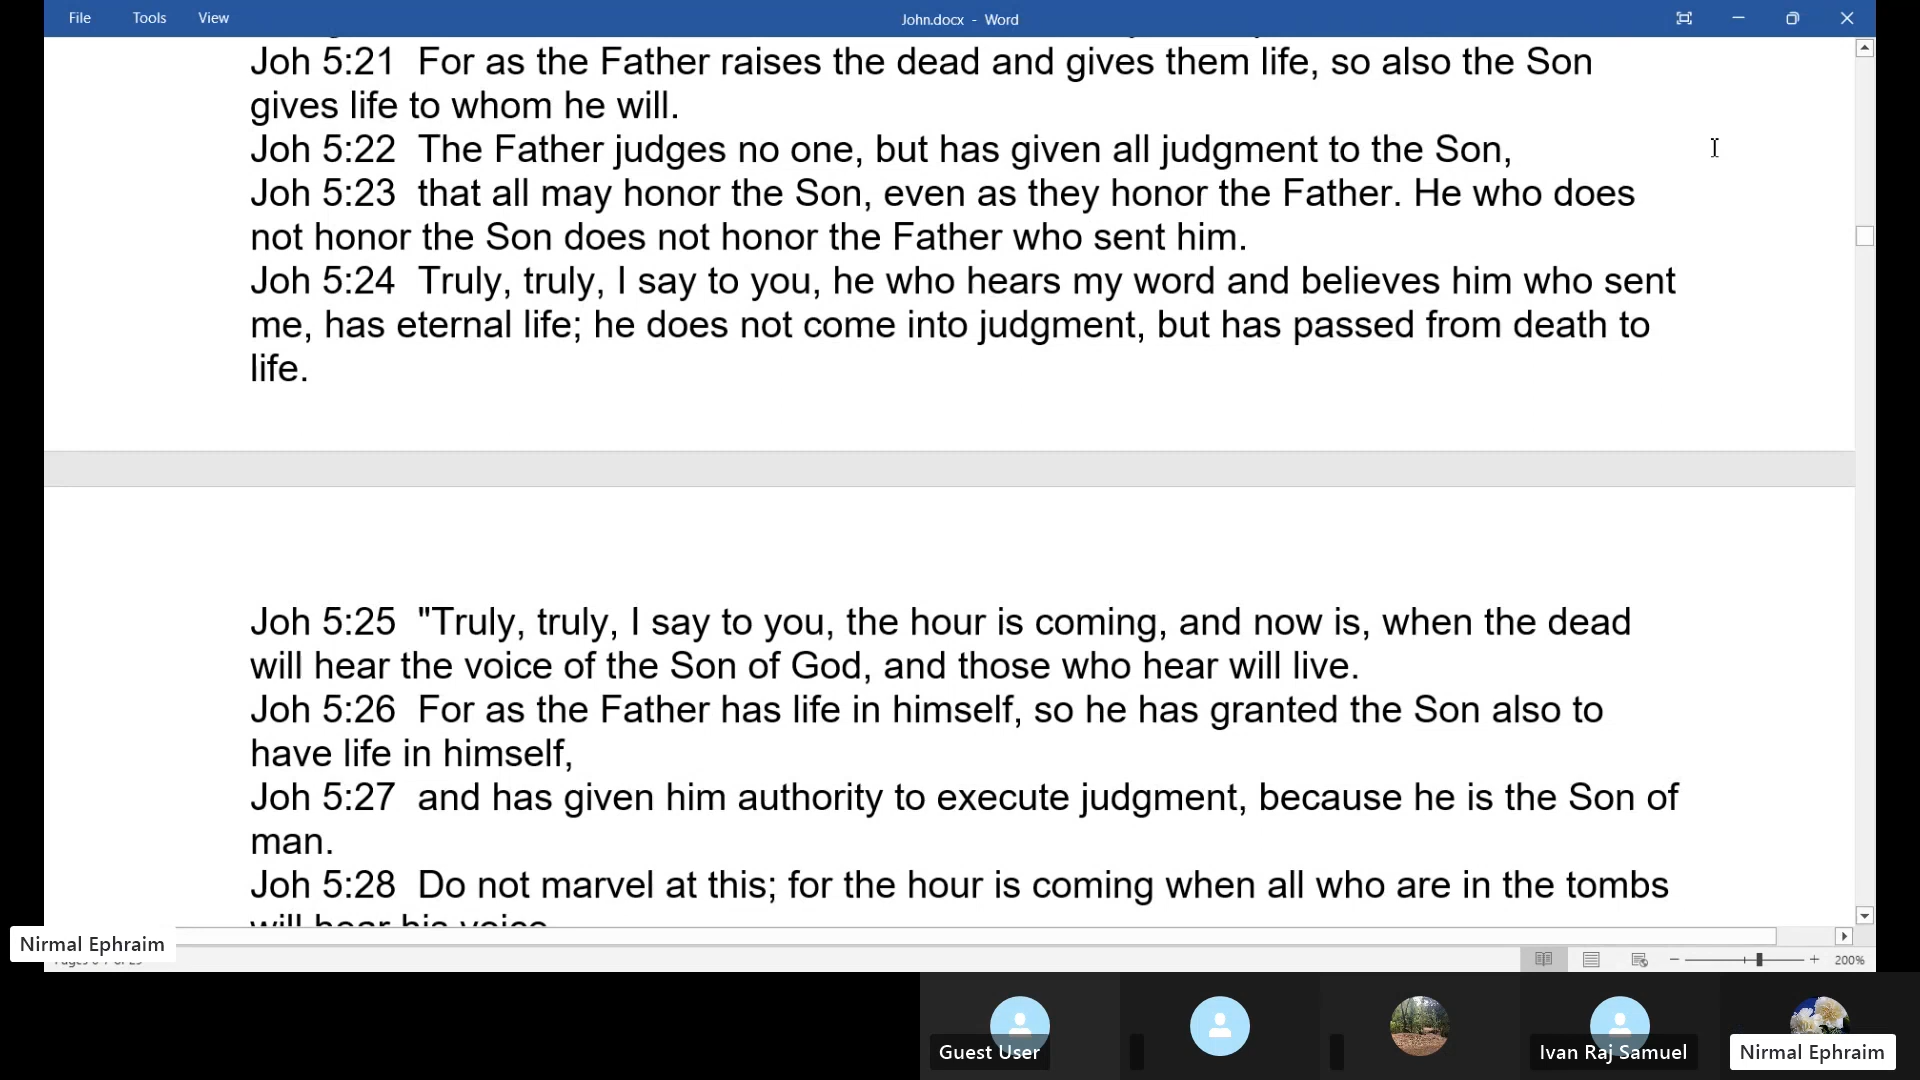 File Tools View John.docx - Word
Joh 5:21 For as the Father raises the dead and gives them life, so also the Son
gives life to whom he will.
Joh 5:22 The Father judges no one, but has given all judgment to the Son,
Joh 5:23 that all may honor the Son, even as they honor the Father. He who does
not honor the Son does not honor the Father who sent him.
Joh 5:24 Truly, truly, I say to you, he who hears my word and believes him who sent
me, has eternal life; he does not come into judgment, but has passed from death to
life.
Joh 5:25 "Truly, truly, I say to you, the hour is coming, and now is, when the dead
will hear the voice of the Son of God, and those who hear will live.
Joh 5:26 For as the Father has life in himself, so he has granted the Son also to
have life in himself,
Joh 5:27 and has given him authority to execute judgment, because he is the Son of
man.
Joh 5:28 Do not marvel at this; for the hour is coming when all who are in the tombs
will hear his voice
Nirmal Ephraim
200%
Guest User Ivan Raj Samuel Nirmal Ephraim